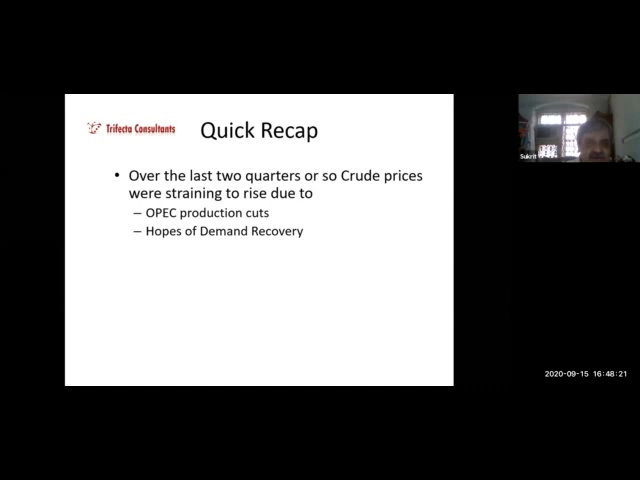 Trifecta Consultants
Quick Recap
• Over the last two quarters or so Crude prices
were straining to rise due to
– OPEC production cuts
– Hopes of Demand Recovery
Sukrit
2020-09-15 16:48:21